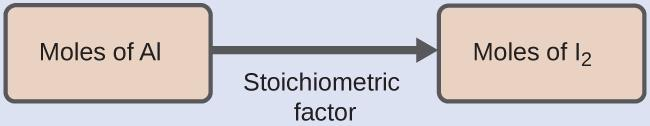 Moles of Al
Moles of I₂
Stoichiometric
factor